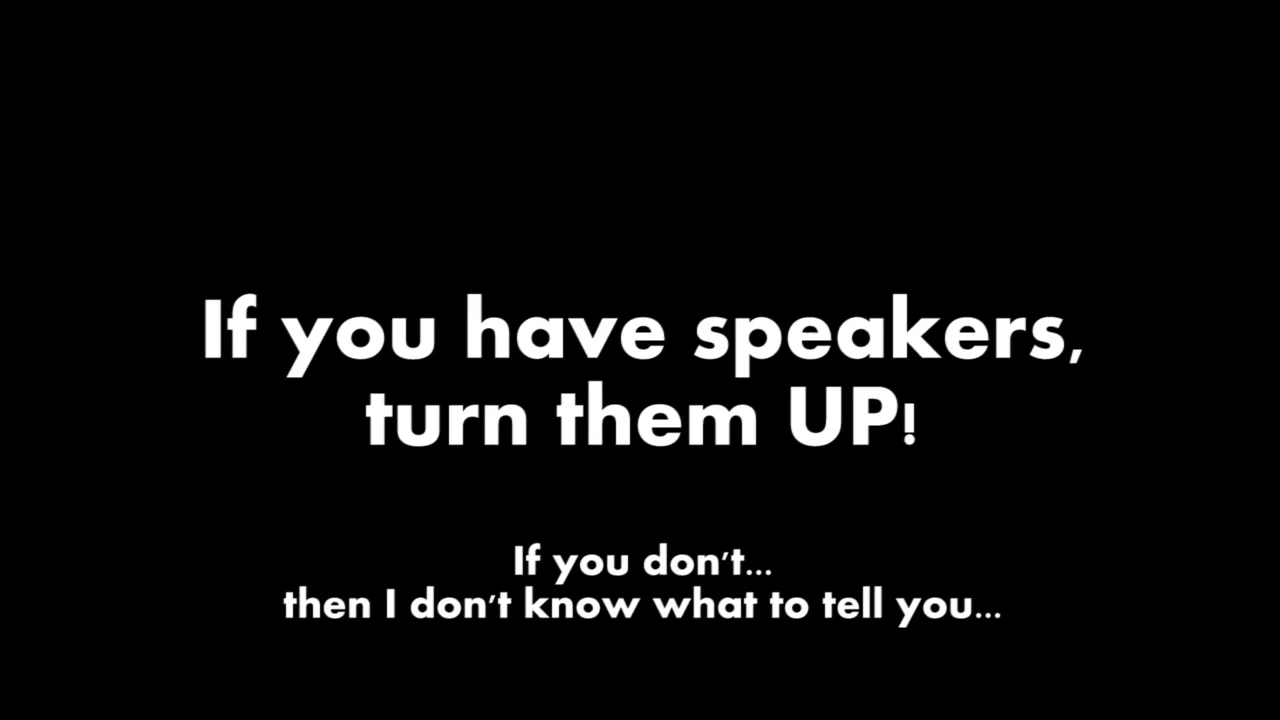 If you have speakers,
turn them UP!
If you don't...
then I don't know what to tell you...